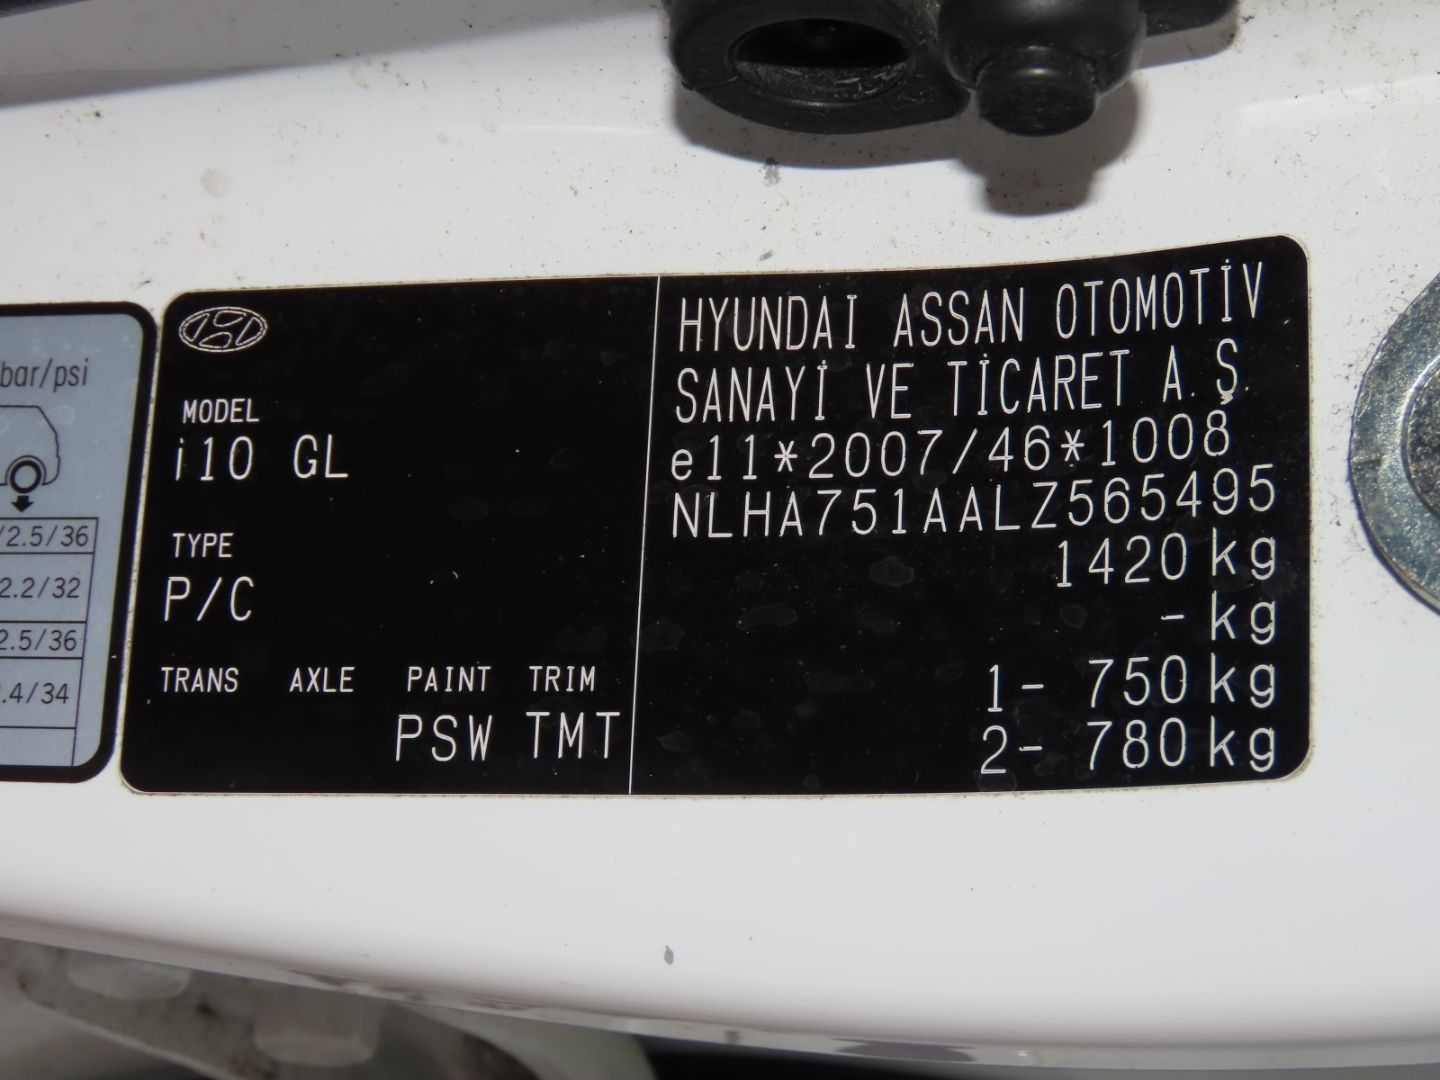 bar/psi
/2.5/36
2.2/32
2.5/36
.4/34
MODEL
i10 GL
TYPE
P/C
TRANS AXLE PAINT TRIM
PSW TMT
HYUNDAI ASSAN OTOMOTİV
SANAYİ VE TİCARET A.Ş.
e11*2007/46*1008
NLHA751AALZ565495
1420 kg
- kg
1- 750 kg
2- 780 kg